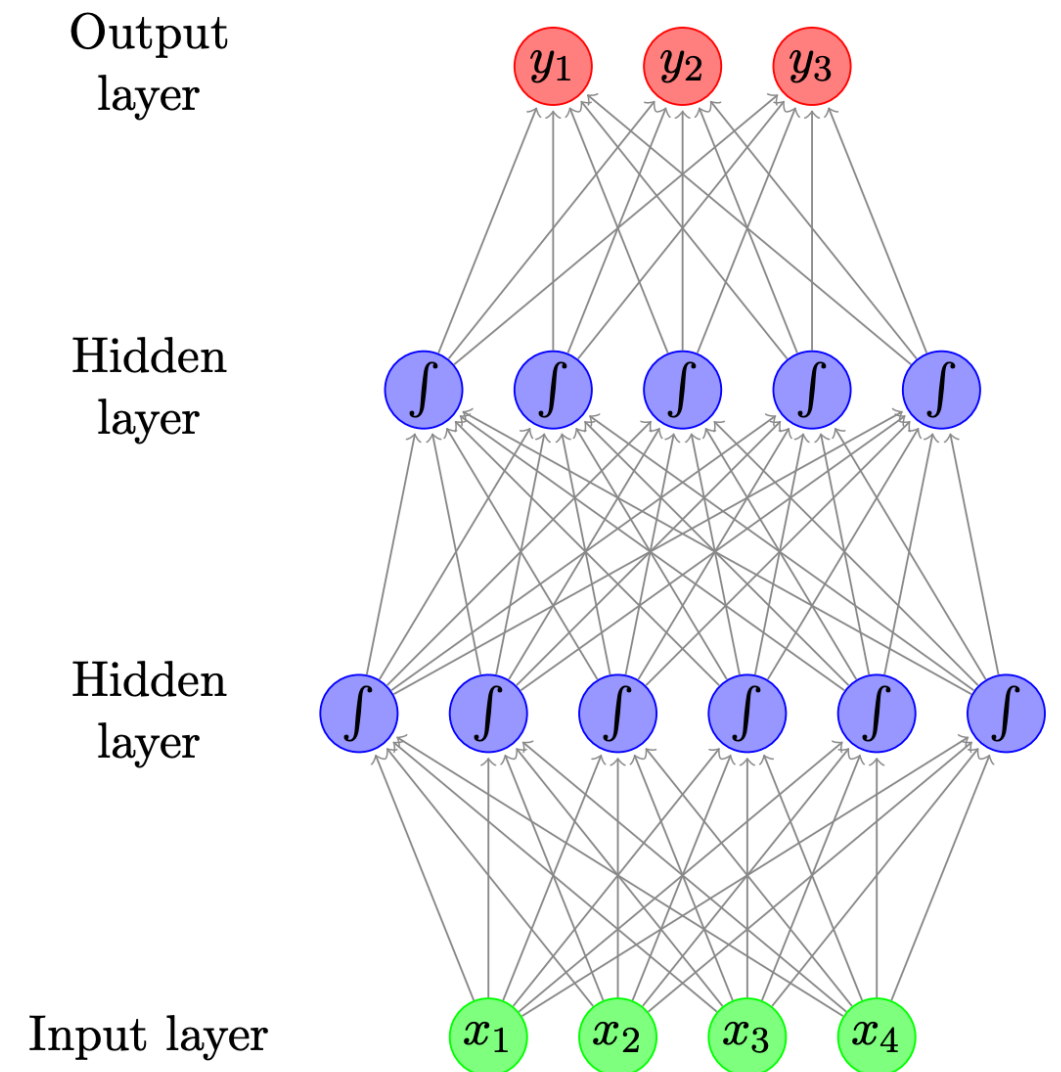 Output
layer
y₁ y₂ y₃
Hidden
layer
∫ ∫ ∫ ∫ ∫
Hidden
layer
∫ ∫ ∫ ∫ ∫ ∫
Input layer
x₁ x₂ x₃ x₄